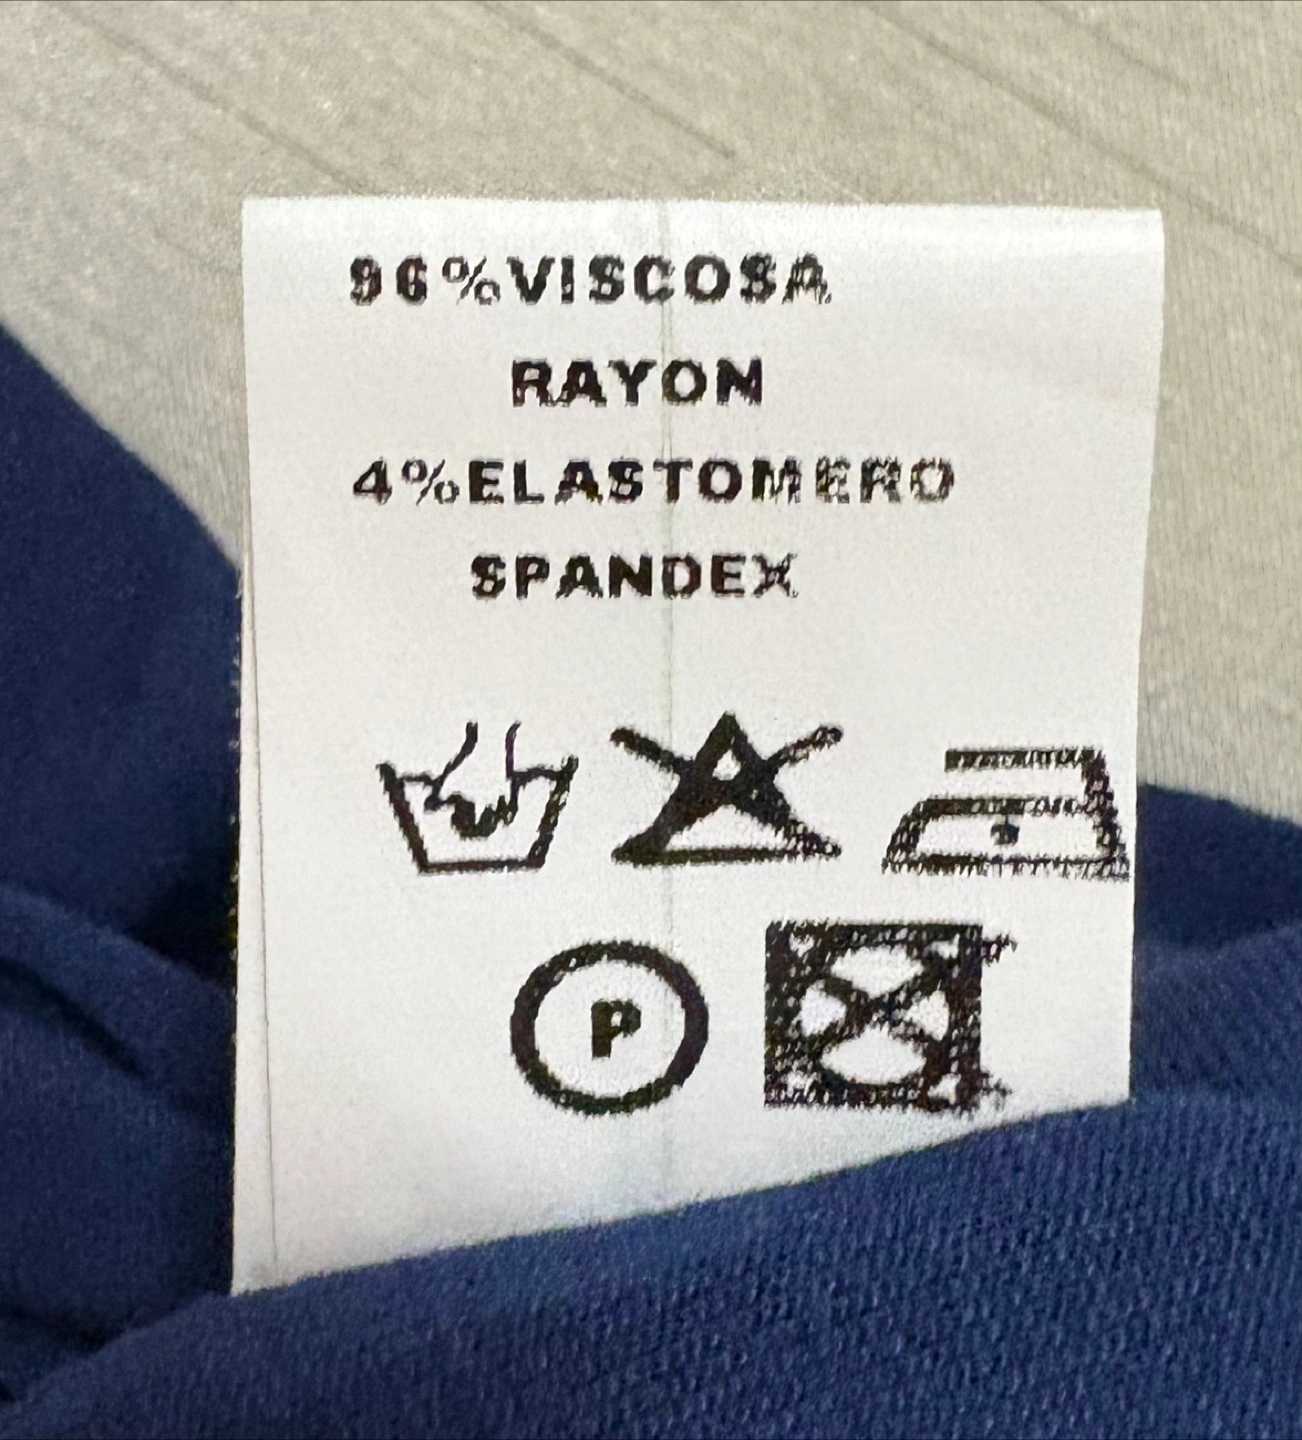 96%VISCOSA
RAYON
4%ELASTOMERO
SPANDEX
P